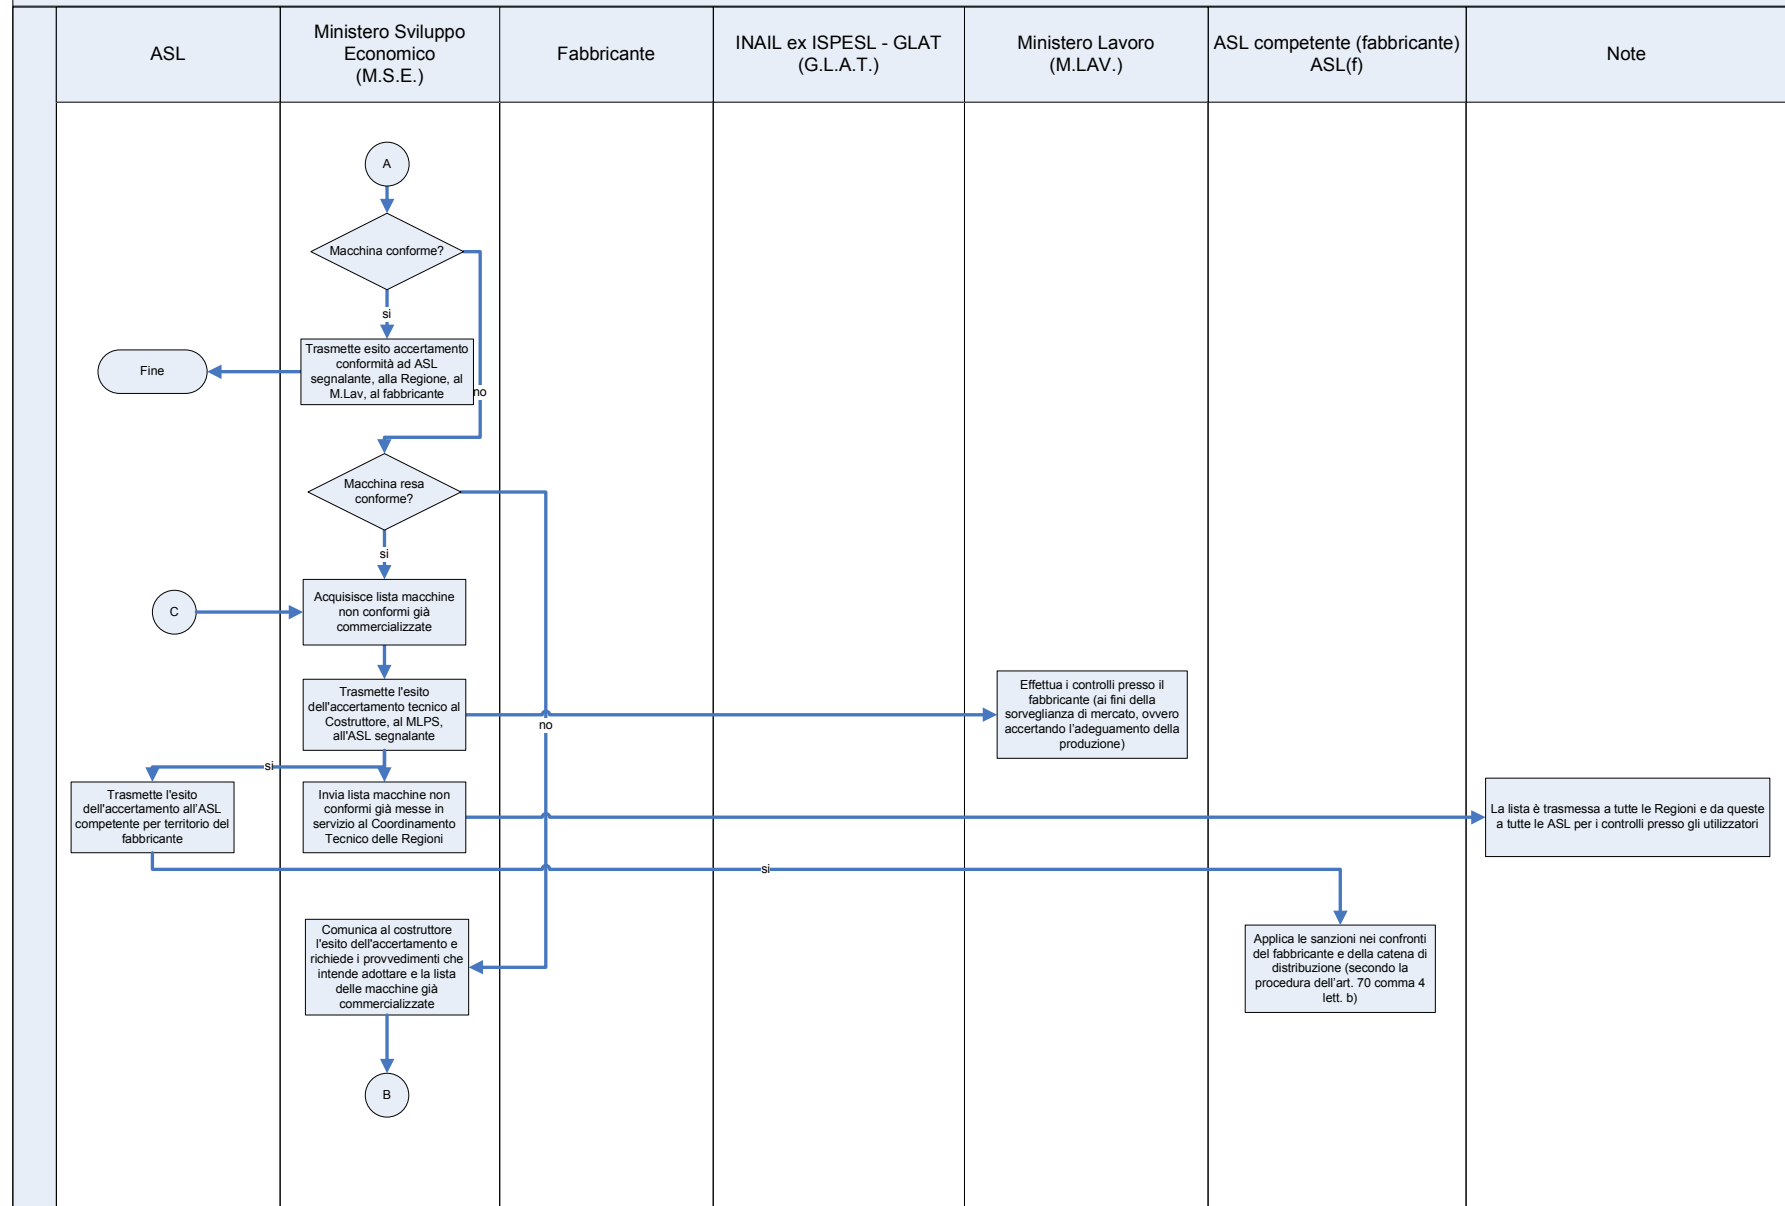 ASL
Ministero Sviluppo
Economico
(M.S.E.)
Fabbricante
INAIL ex ISPESL - GLAT
(G.L.A.T.)
Ministero Lavoro
(M.LAV.)
ASL competente (fabbricante)
ASL(f)
Note
A
Macchina conforme?
si
Trasmette esito accertamento
conformità ad ASL
segnalante, alla Regione, al
M.Lav, al fabbricante
Fine
no
Macchina resa
conforme?
si
C
Acquisisce lista macchine
non conformi già
commercializzate
Trasmette l'esito
dell'accertamento tecnico al
Costruttore, al MLPS,
all'ASL segnalante
no
Effettua i controlli presso il
fabbricante (ai fini della
sorveglianza di mercato, ovvero
accertando l'adeguamento della
produzione)
si
Trasmette l'esito
dell'accertamento all'ASL
competente per territorio del
fabbricante
Invia lista macchine non
conformi già messe in
servizio al Coordinamento
Tecnico delle Regioni
La lista è trasmessa a tutte le Regioni e da queste
a tutte le ASL per i controlli presso gli utilizzatori
si
Comunica al costruttore
l'esito dell'accertamento e
richiede i provvedimenti che
intende adottare e la lista
delle macchine già
commercializzate
Applica le sanzioni nei confronti
del fabbricante e della catena di
distribuzione (secondo la
procedura dell'art. 70 comma 4
lett. b)
B